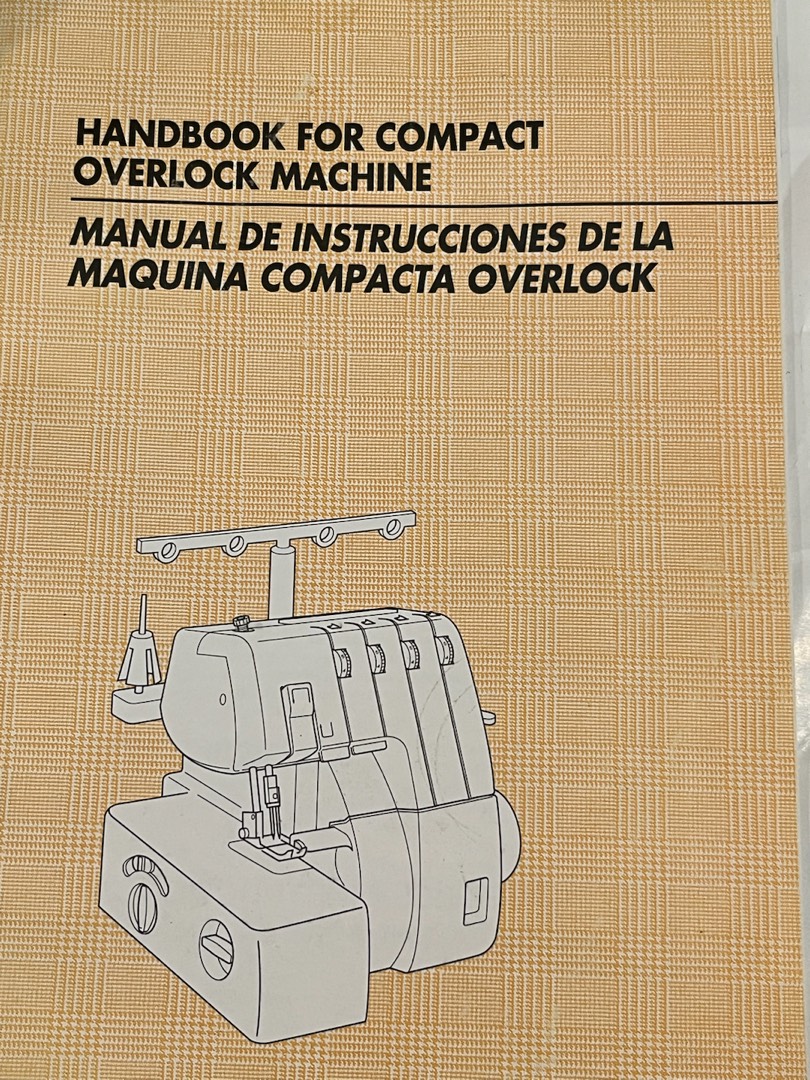 HANDBOOK FOR COMPACT
OVERLOCK MACHINE
MANUAL DE INSTRUCCIONES DE LA
MAQUINA COMPACTA OVERLOCK